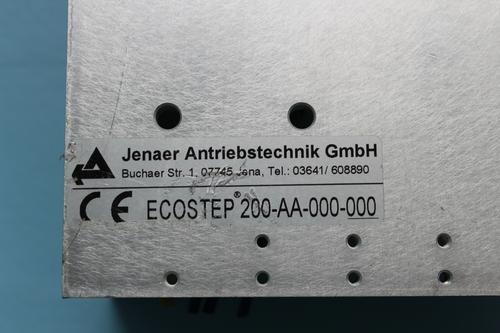 Jenaer Antriebstechnik GmbH
Buchaer Str. 1, 07745 Jena, Tel.: 03641/ 608890
CE ECOSTEP® 200-AA-000-000